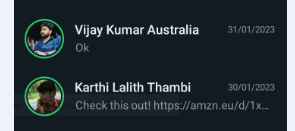 Vijay Kumar Australia 31/01/2023
Ok
Karthi Lalith Thambi 30/01/2023
Check this out! https://amzn.eu/d/1x...